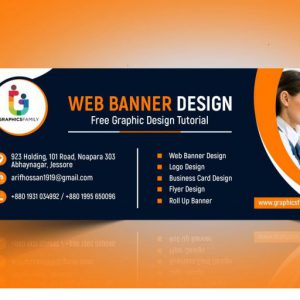 GRAPHICSFAMILY
WEB BANNER DESIGN
Free Graphic Design Tutorial
923 Holding, 101 Road, Noapara 303
Abhaynagar, Jessore
arifhossan1919@gmail.com
+880 1931 034992 / +880 1995 650096
Web Banner Design
Logo Design
Business Card Design
Flyer Design
Roll Up Banner
www.graphicsf